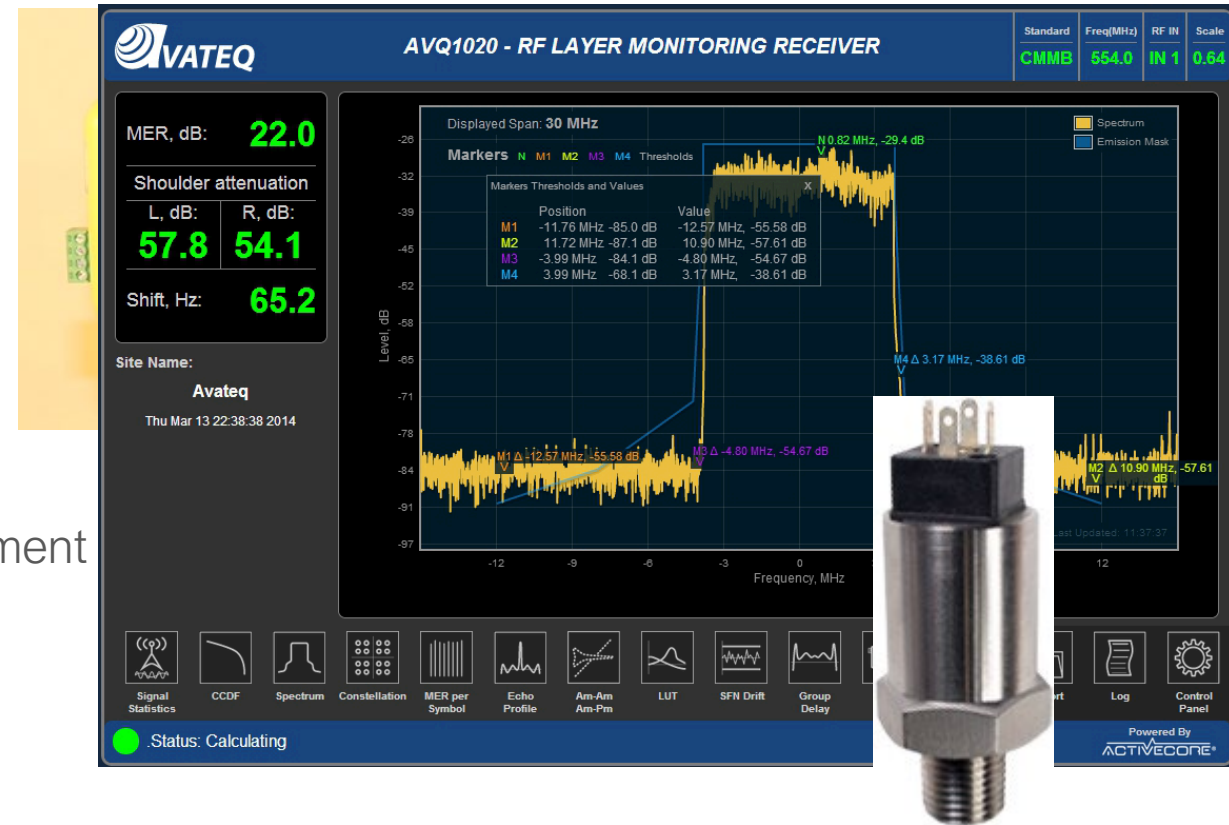 AVATEQ
AVQ1020 - RF LAYER MONITORING RECEIVER
Standard Freq(MHz) RF IN Scale
CMMB 554.0 IN 1 0.64
MER, dB: 22.0
Shoulder attenuation
L, dB: R, dB:
57.8 54.1
Shift, Hz: 65.2
Site Name:
Avateq
Thu Mar 13 22:38:38 2014
Displayed Span: 30 MHz
Markers N M1 M2 M3 M4 Thresholds
Spectrum
Emission Mask
N 0.82 MHz, -29.4 dB
Markers Thresholds and Values X
Position Value
M1 -11.76 MHz -85.0 dB -12.57 MHz, -55.58 dB
M2 11.72 MHz -87.1 dB 10.90 MHz, -57.61 dB
M3 -3.99 MHz -84.1 dB -4.80 MHz, -54.67 dB
M4 3.99 MHz -68.1 dB 3.17 MHz, -38.61 dB
-26
-32
-39
-45
-52
-58
-65
-71
-78
-84
-91
-97
Level, dB
M4 Δ 3.17 MHz, -38.61 dB
M1 Δ -12.57 MHz, -55.58 dB
M3 Δ -4.80 MHz, -54.67 dB
M2 Δ 10.90 MHz, -57.61
dB
Last Updated: 11:37:37
-12 -9 -6 -3 0 12
Frequency, MHz
ment
Signal
Statistics
CCDF
Spectrum
Constellation
MER per
Symbol
Echo
Profile
Am-Am
Am-Pm
LUT
SFN Drift
Group
Delay
Log
Control
Panel
.Status: Calculating
Powered By
ACTIVECORE